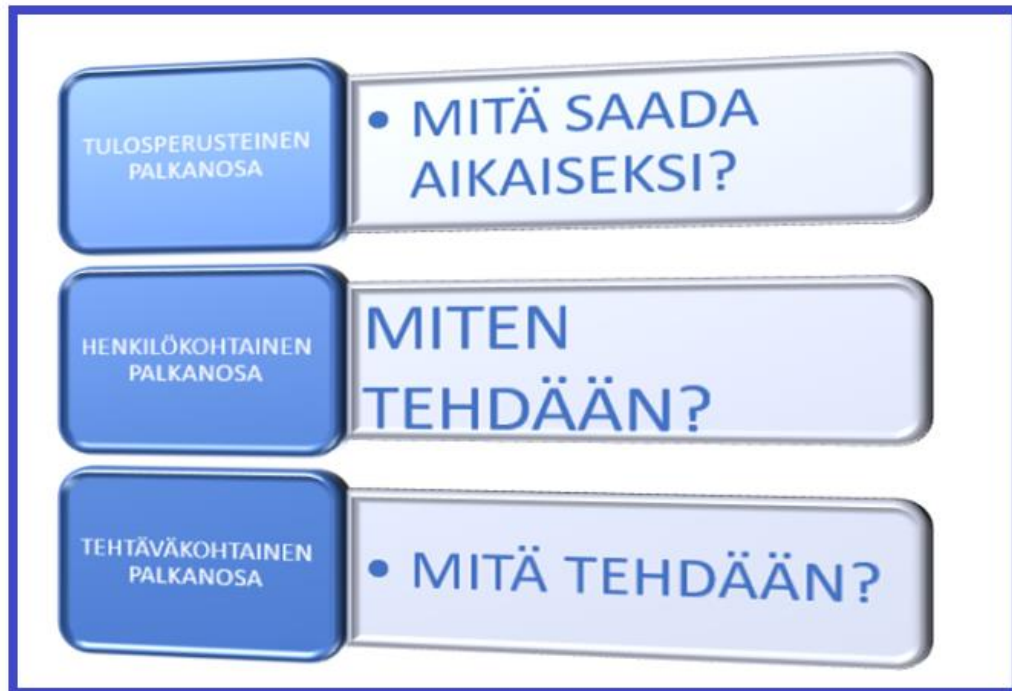 TULOSPERUSTEINEN
PALKANOSA
• MITÄ SAADA
AIKAISEKSI?
HENKILÖKOHTAINEN
PALKANOSA
MITEN
TEHDÄÄN?
TEHTÄVÄKOHTAINEN
PALKANOSA
• MITÄ TEHDÄÄN?